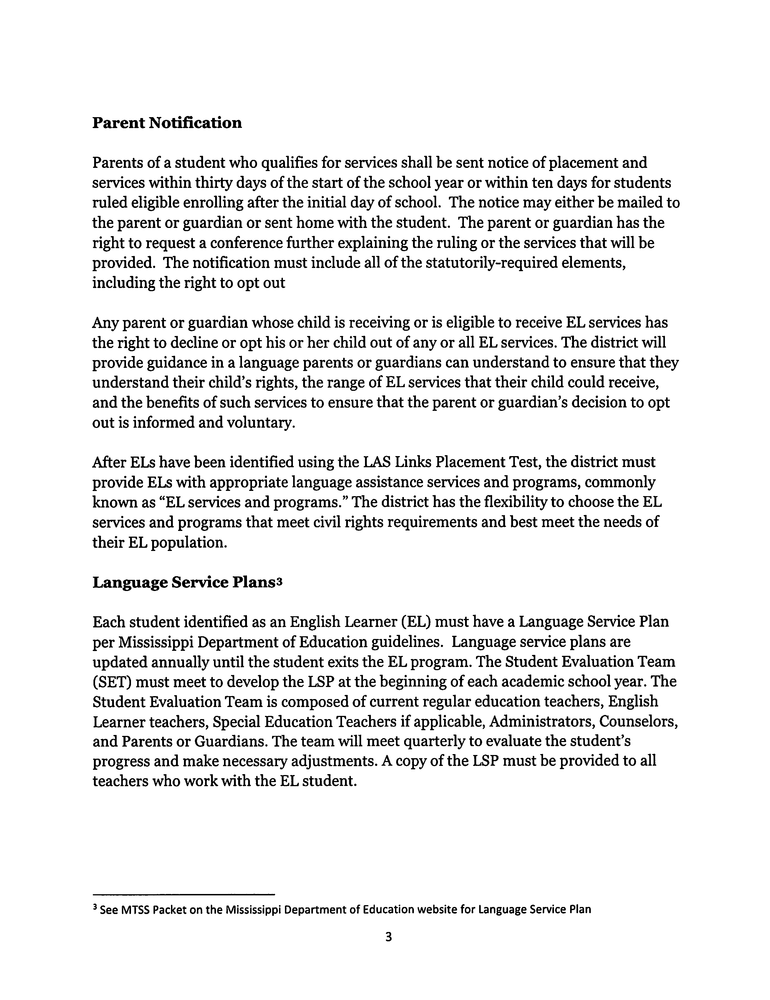 Parent Notification
Parents of a student who qualifies for services shall be sent notice of placement and
services within thirty days of the start of the school year or within ten days for students
ruled eligible enrolling after the initial day of school.  The notice may either be mailed to
the parent or guardian or sent home with the student.  The parent or guardian has the
right to request a conference further explaining the ruling or the services that will be
provided.  The notification must include all of the statutorily-required elements,
including the right to opt out
Any parent or guardian whose child is receiving or is eligible to receive EL services has
the right to decline or opt his or her child out of any or all EL services. The district will
provide guidance in a language parents or guardians can understand to ensure that they
understand their child’s rights, the range of EL services that their child could receive,
and the benefits of such services to ensure that the parent or guardian’s decision to opt
out is informed and voluntary.
After ELs have been identified using the LAS Links Placement Test, the district must
provide ELs with appropriate language assistance services and programs, commonly
known as “EL services and programs.” The district has the flexibility to choose the EL
services and programs that meet civil rights requirements and best meet the needs of
their EL population.
Language Service Plans3
Each student identified as an English Learner (EL) must have a Language Service Plan
per Mississippi Department of Education guidelines.  Language service plans are
updated annually until the student exits the EL program. The Student Evaluation Team
(SET) must meet to develop the LSP at the beginning of each academic school year. The
Student Evaluation Team is composed of current regular education teachers, English
Learner teachers, Special Education Teachers if applicable, Administrators, Counselors,
and Parents or Guardians. The team will meet quarterly to evaluate the student’s
progress and make necessary adjustments. A copy of the LSP must be provided to all
teachers who work with the EL student.
3 See MTSS Packet on the Mississippi Department of Education website for Language Service Plan
3